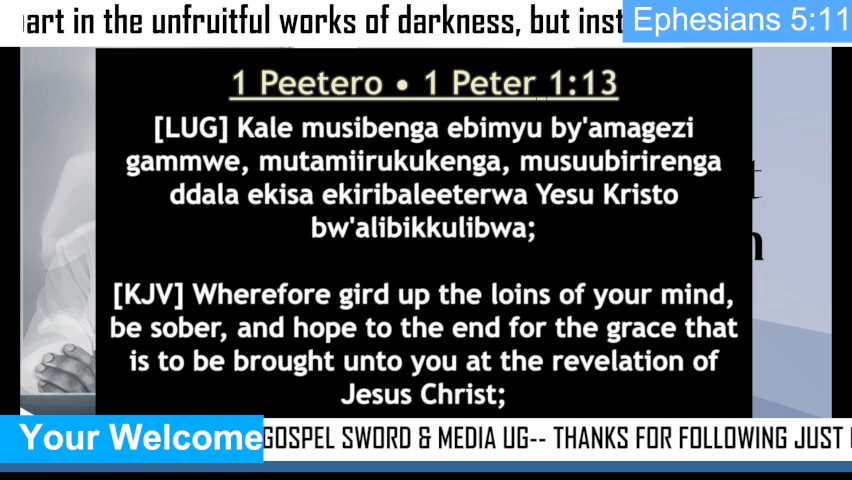 part in the unfruitful works of darkness, but inst
Ephesians 5:11
1 Peetero • 1 Peter 1:13
[LUG] Kale musibenga ebimyu by'amagezi
gammwe, mutamiirukukenga, musuubirirenga
ddala ekisa ekiribaleeterwa Yesu Kristo
bw'alibikkulibwa;
[KJV] Wherefore gird up the loins of your mind,
be sober, and hope to the end for the grace that
is to be brought unto you at the revelation of
Jesus Christ;
Your Welcome
GOSPEL SWORD & MEDIA UG-- THANKS FOR FOLLOWING JUST